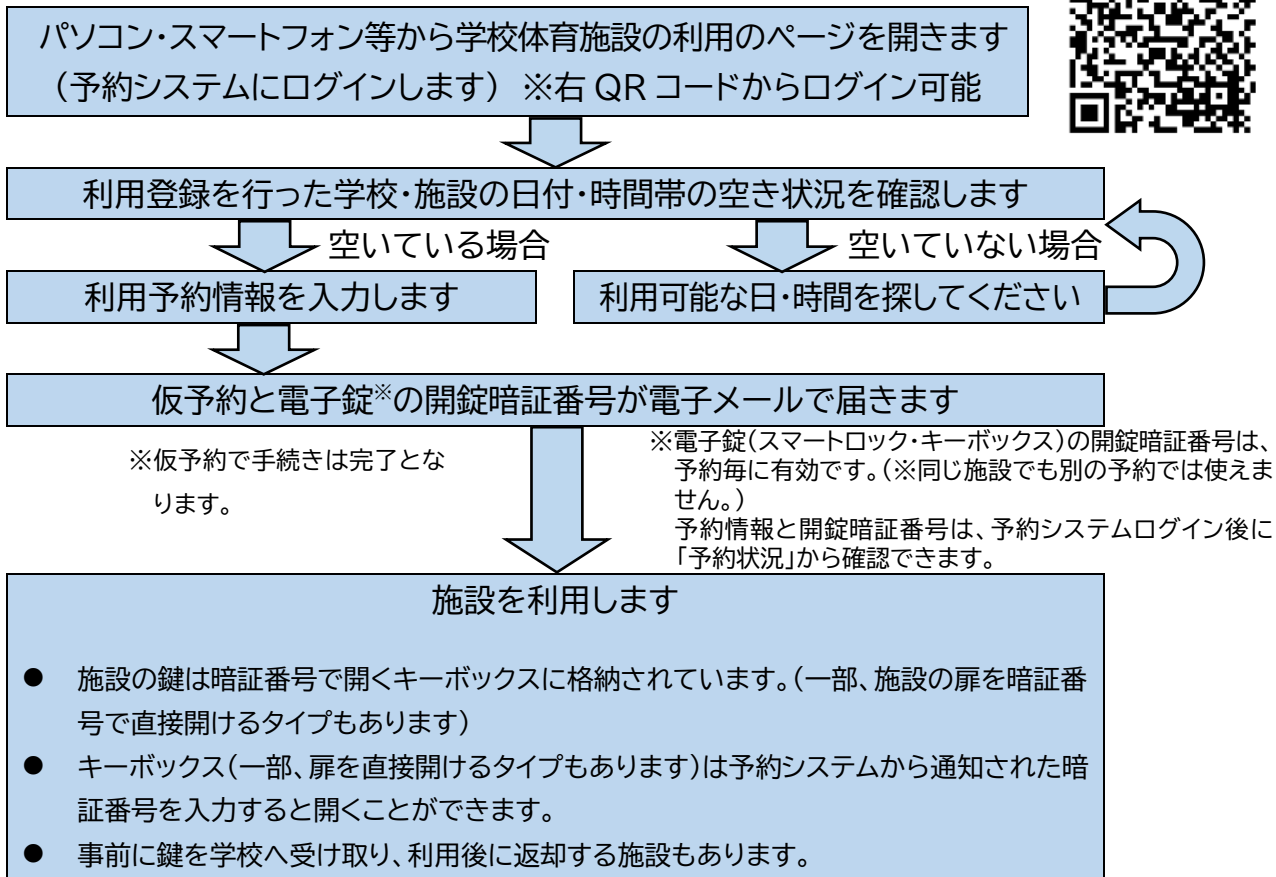 パソコン・スマートフォン等から学校体育施設の利用のページを開きます
（予約システムにログインします） ※右 QR コードからログイン可能
利用登録を行った学校・施設の日付・時間帯の空き状況を確認します
空いている場合
空いていない場合
利用予約情報を入力します
利用可能な日・時間を探してください
仮予約と電子錠※の開錠暗証番号が電子メールで届きます
※仮予約で手続きは完了とな
ります。
※電子錠（スマートロック・キーボックス）の開錠暗証番号は、
予約毎に有効です。（※同じ施設でも別の予約では使えま
せん。）
予約情報と開錠暗証番号は、予約システムログイン後に
「予約状況」から確認できます。
施設を利用します
● 施設の鍵は暗証番号で開くキーボックスに格納されています。（一部、施設の扉を暗証番
号で直接開けるタイプもあります）
● キーボックス（一部、扉を直接開けるタイプもあります）は予約システムから通知された暗
証番号を入力すると開くことができます。
● 事前に鍵を学校へ受け取り、利用後に返却する施設もあります。